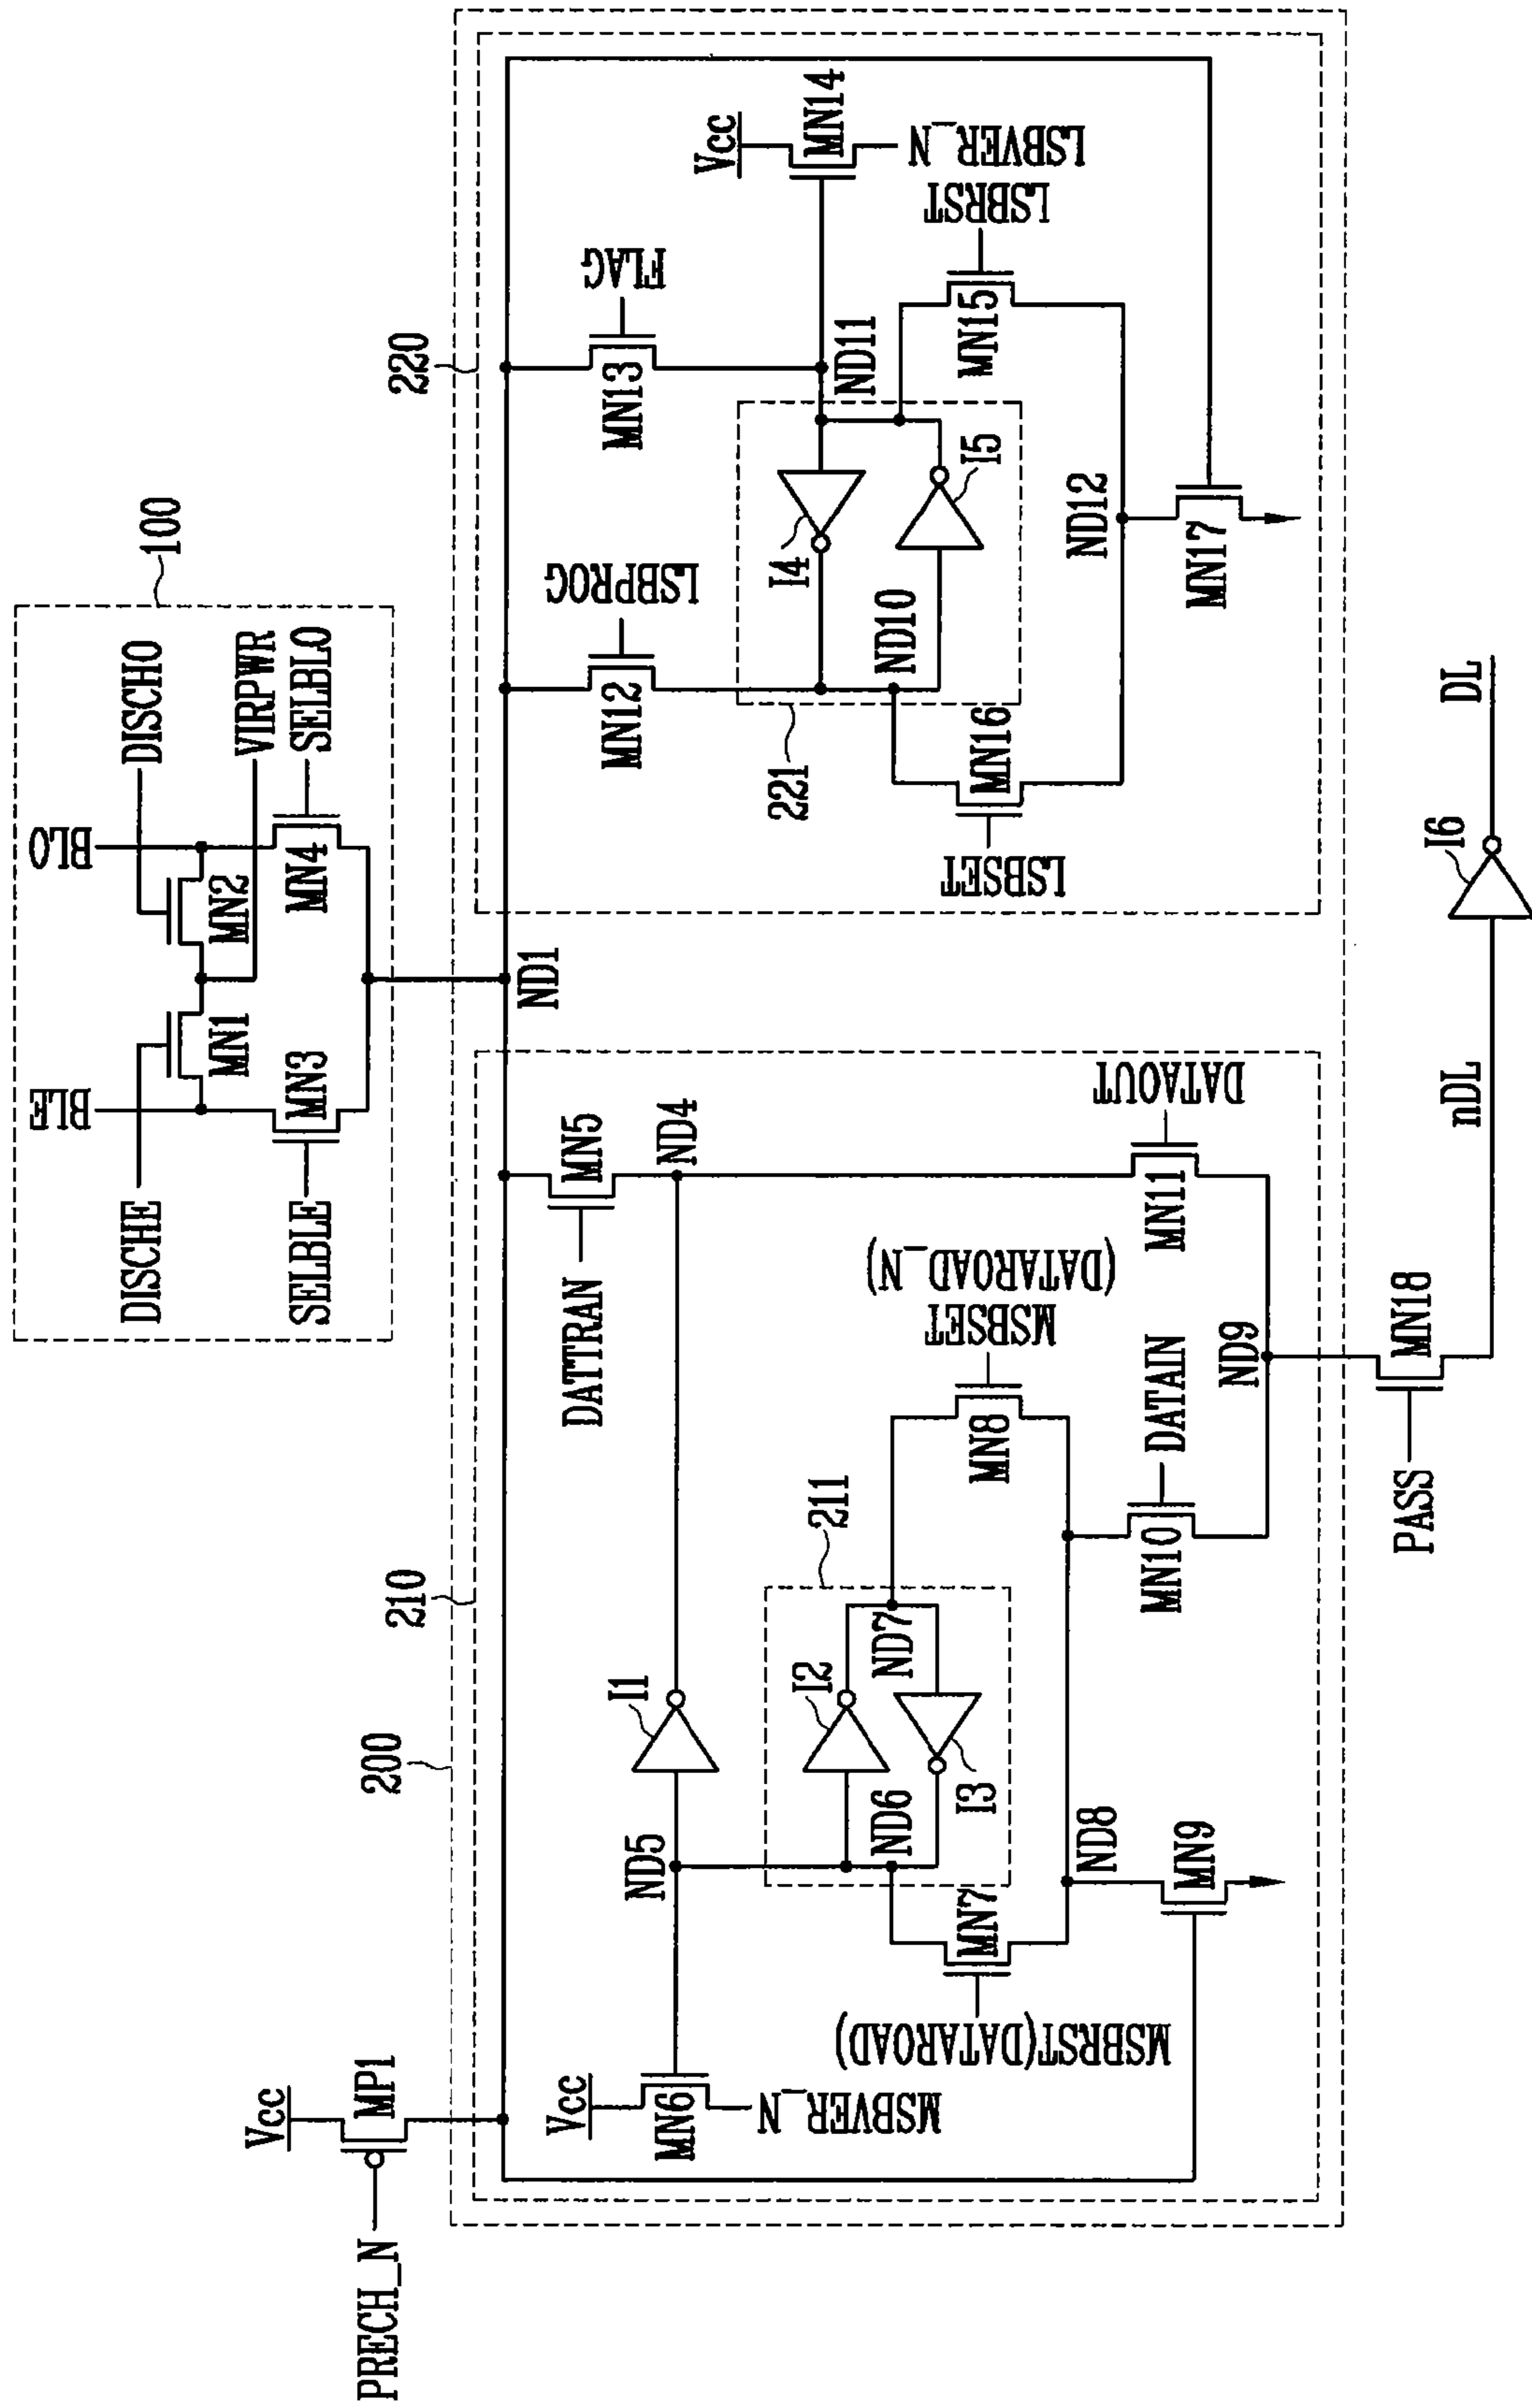 100
DISCHE
DISCHO
BLE
BLO
MN1
MN2
VIRPWR
SELBLE
MN3
MN4
SELBLO
Vcc
PRECH_N
MP1
ND1
200
210
220
DATTRAN
MN5
ND4
I1
ND5
Vcc
MN6
MSBVER_N
211
I2
ND7
ND6
I3
MN7
MSBRST(DATAROAD)
MN8
MSBSET
(DATAROAD_N)
ND8
MN9
MN10
DATAIN
MN11
DATAOUT
ND9
LSBPROG
MN12
FLAG
MN13
Vcc
MN14
LSBVER_N
ND11
221
I4
ND10
I5
MN15
LSBRST
MN16
LSBSET
ND12
MN17
PASS
MN18
nDL
I6
DL